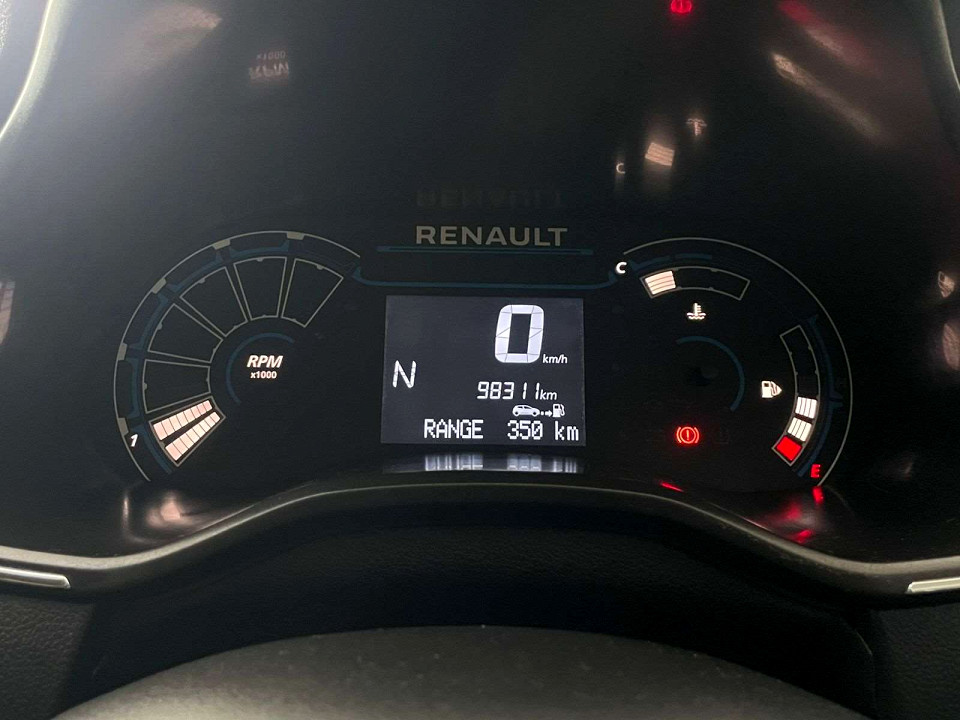 RENAULT
C
0
km/h
RPM
x1000
N
98311km
1
RANGE 350 km
E